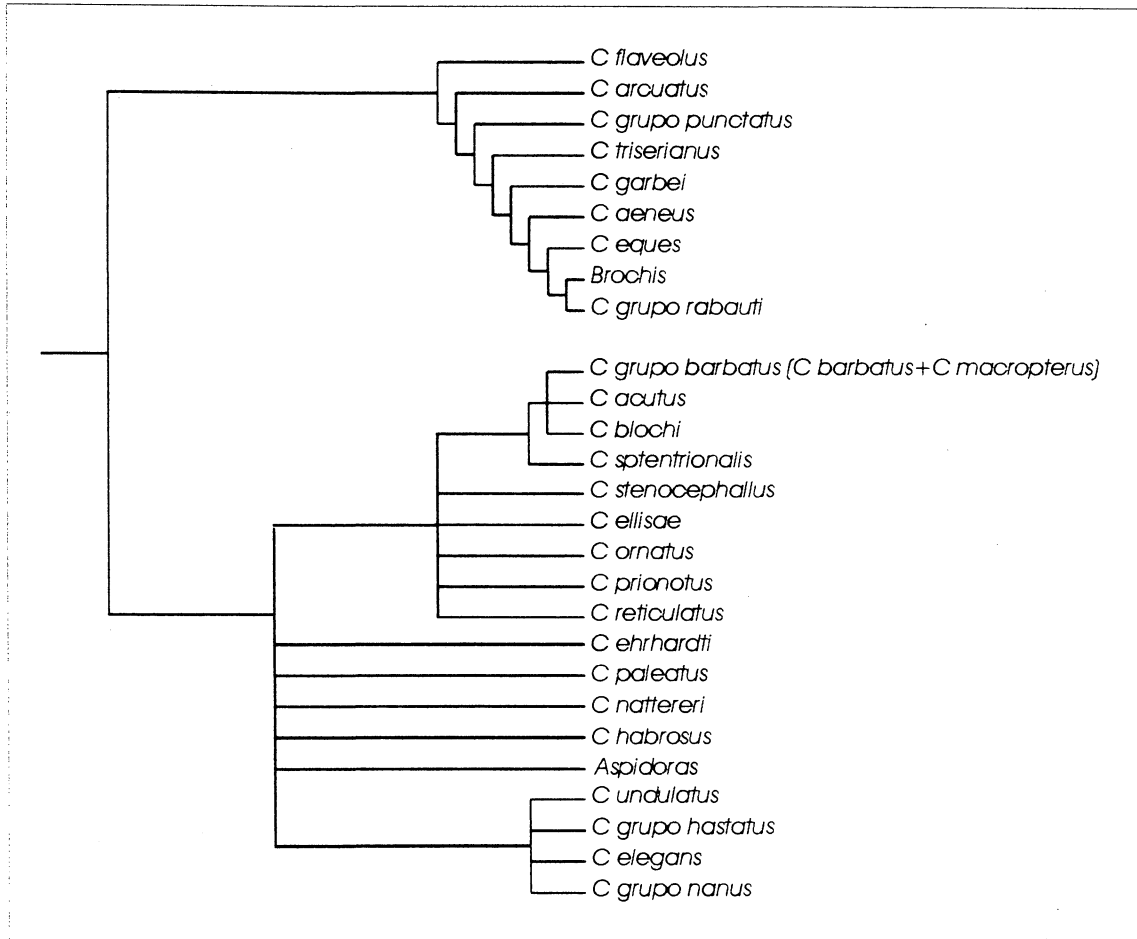 C flaveolus
C arcuatus
C grupo punctatus
C triserianus
C garbei
C aeneus
C eques
Brochis
C grupo rabauti
C grupo barbatus (C barbatus+C macropterus)
C acutus
C blochi
C sptentrionalis
C stenocephallus
C ellisae
C ornatus
C prionotus
C reticulatus
C ehrhardti
C paleatus
C nattereri
C habrosus
Aspidoras
C undulatus
C grupo hastatus
C elegans
C grupo nanus